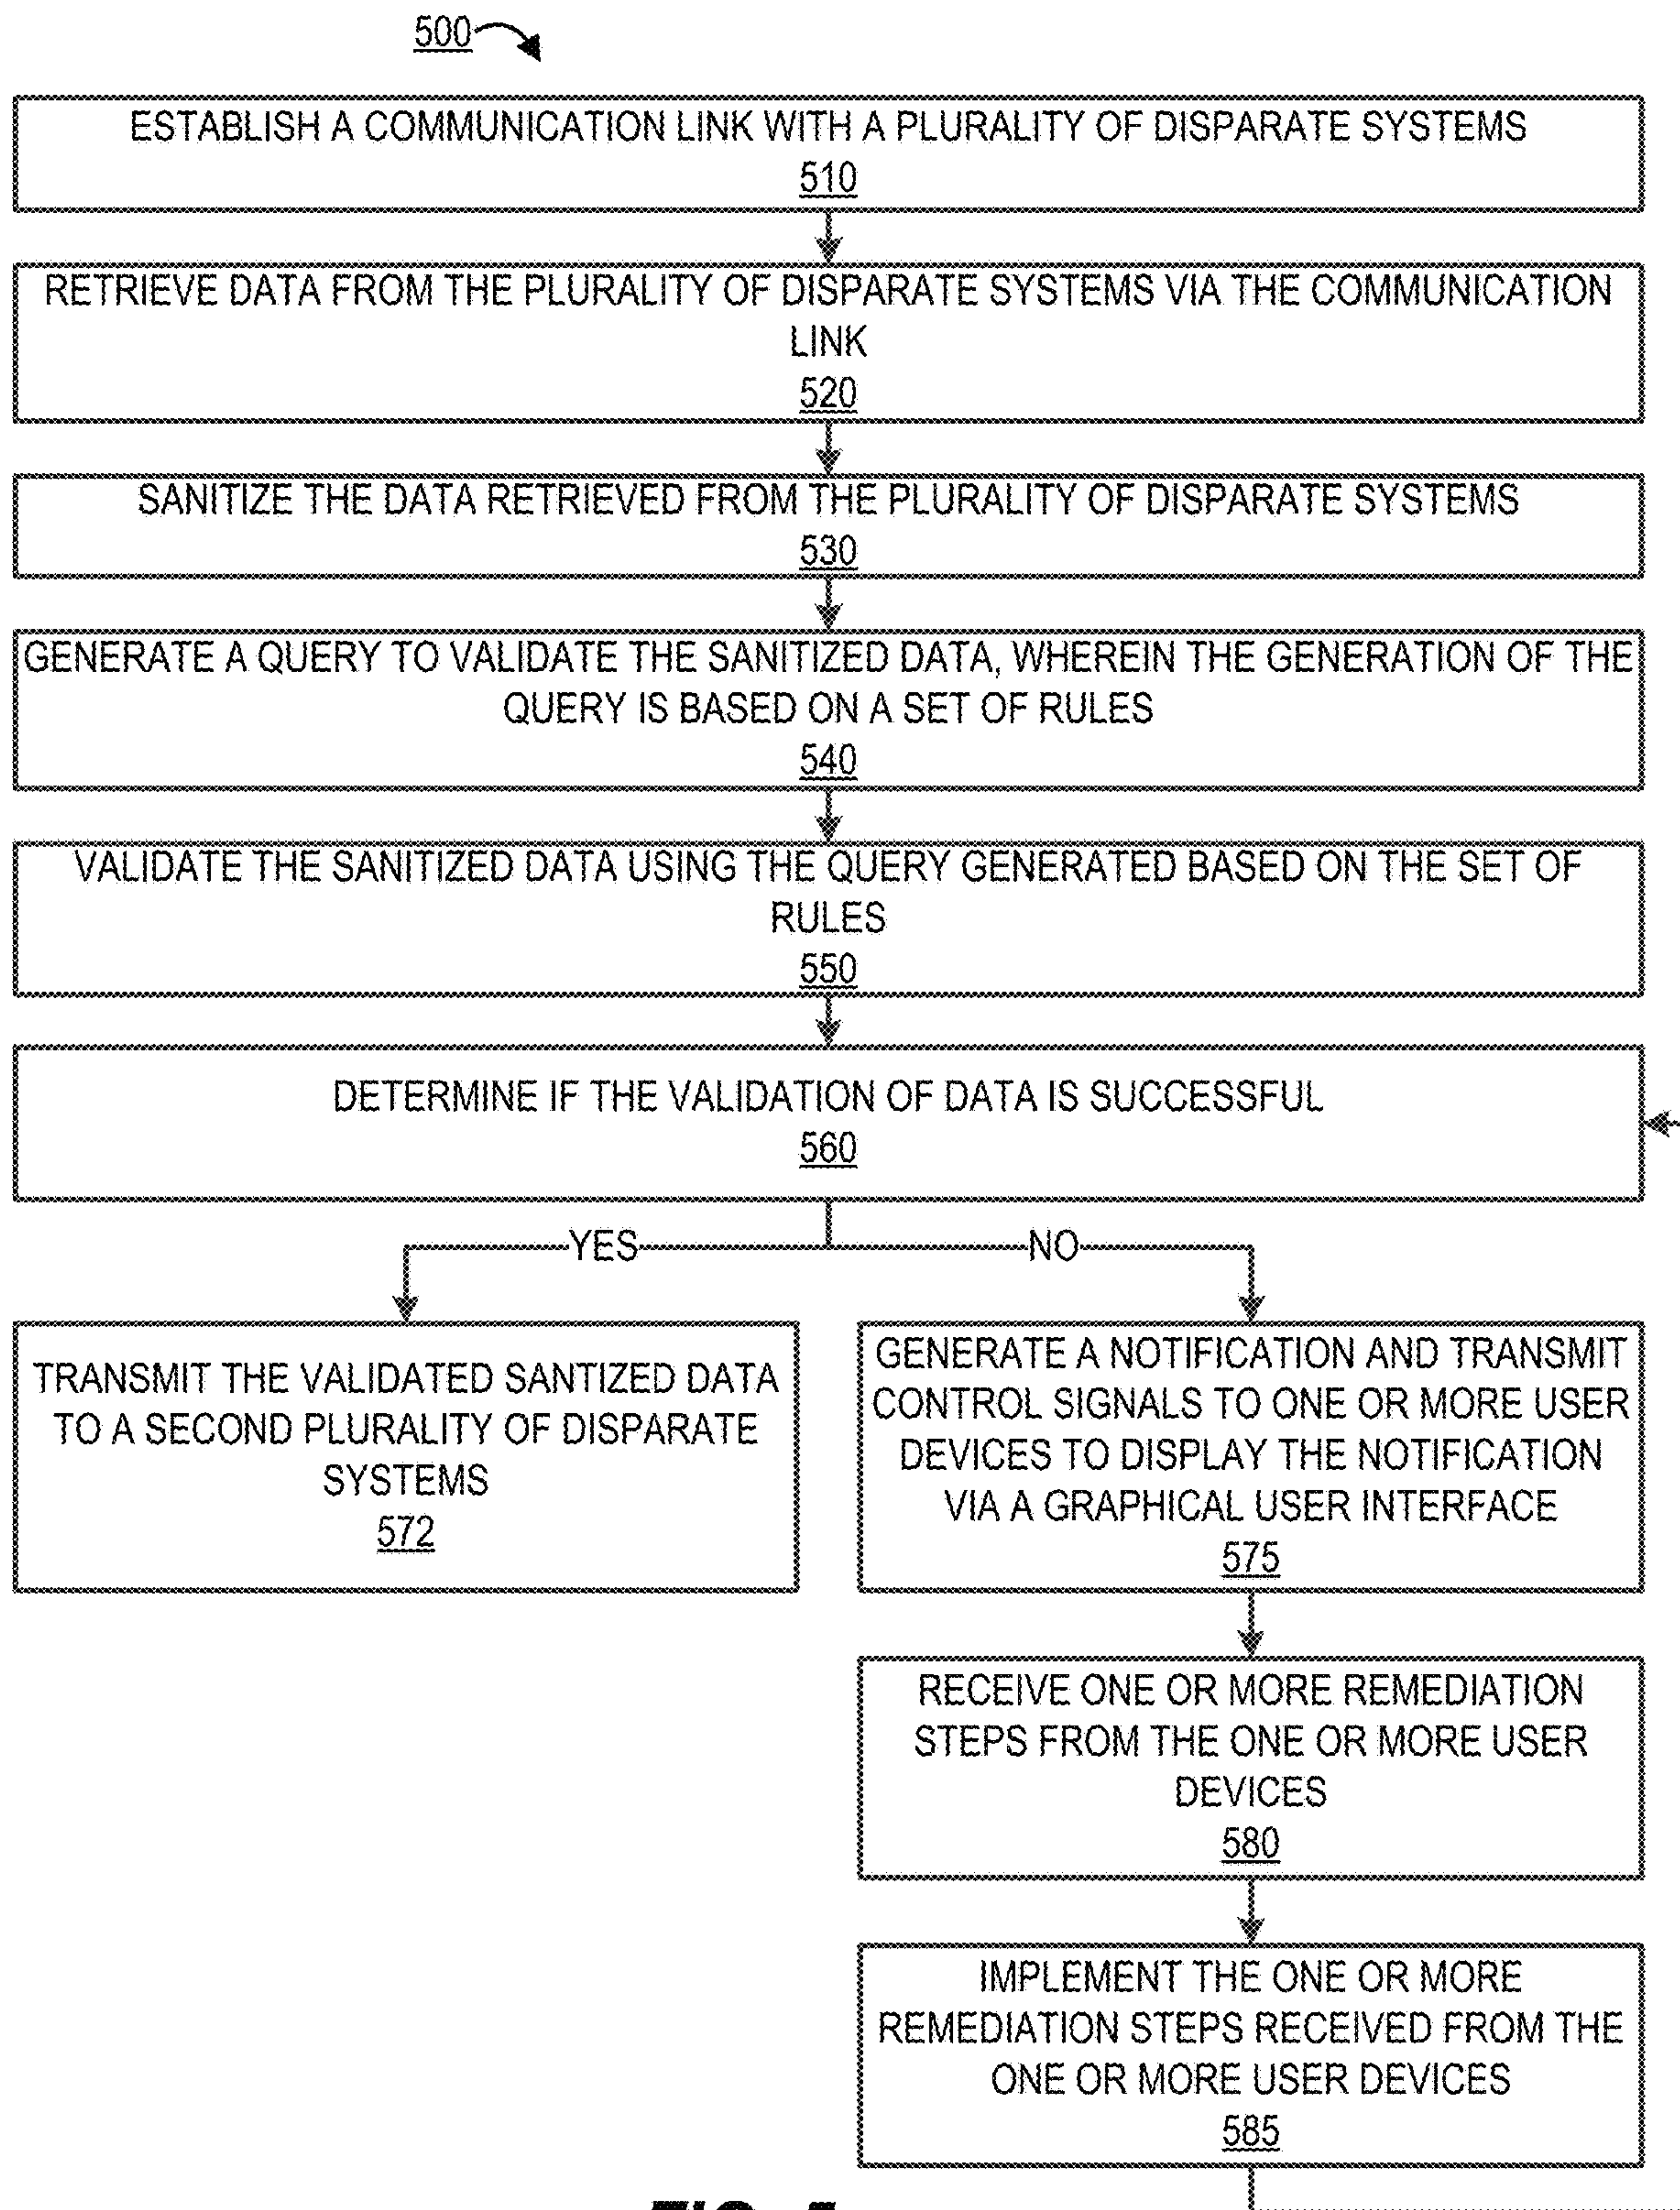 500
ESTABLISH A COMMUNICATION LINK WITH A PLURALITY OF DISPARATE SYSTEMS
510
RETRIEVE DATA FROM THE PLURALITY OF DISPARATE SYSTEMS VIA THE COMMUNICATION
LINK
520
SANITIZE THE DATA RETRIEVED FROM THE PLURALITY OF DISPARATE SYSTEMS
530
GENERATE A QUERY TO VALIDATE THE SANITIZED DATA, WHEREIN THE GENERATION OF THE
QUERY IS BASED ON A SET OF RULES
540
VALIDATE THE SANITIZED DATA USING THE QUERY GENERATED BASED ON THE SET OF
RULES
550
DETERMINE IF THE VALIDATION OF DATA IS SUCCESSFUL
560
YES
NO
TRANSMIT THE VALIDATED SANTIZED DATA
TO A SECOND PLURALITY OF DISPARATE
SYSTEMS
572
GENERATE A NOTIFICATION AND TRANSMIT
CONTROL SIGNALS TO ONE OR MORE USER
DEVICES TO DISPLAY THE NOTIFICATION
VIA A GRAPHICAL USER INTERFACE
575
RECEIVE ONE OR MORE REMEDIATION
STEPS FROM THE ONE OR MORE USER
DEVICES
580
IMPLEMENT THE ONE OR MORE
REMEDIATION STEPS RECEIVED FROM THE
ONE OR MORE USER DEVICES
585